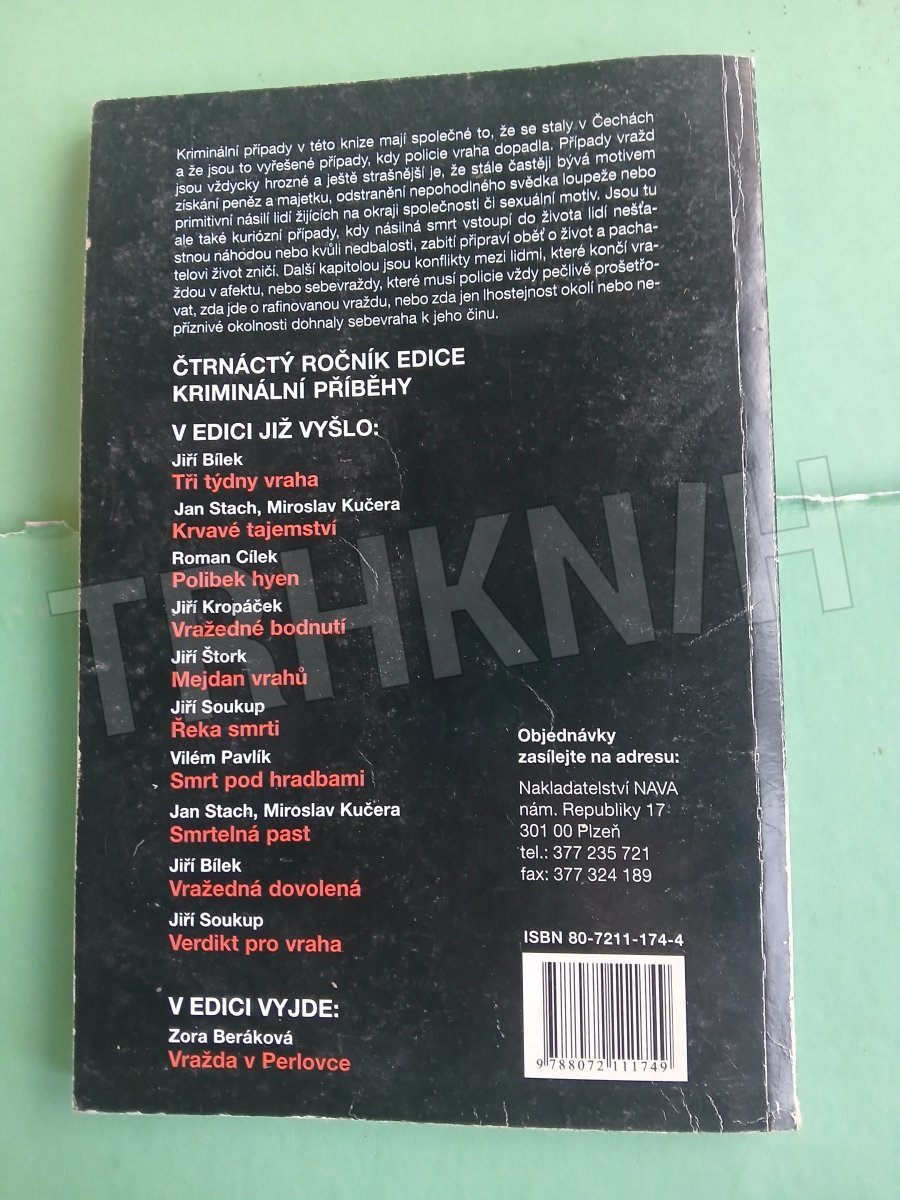 Kriminální případy v této knize mají společné to, že se staly v Čechách
a že jsou to vyřešené případy, kdy policie vraha dopadla. Případy vražd
jsou vždycky hrozné a ještě strašnější je, že stále častěji bývá motivem
získání peněz a majetku, odstranění nepohodlného svědka loupeže nebo
primitivní násilí lidí žijících na okraji společnosti či sexuální motiv. Jsou tu
ale také kuriózní případy, kdy násilná smrt vstoupí do života lidí nešťa-
stnou náhodou nebo kvůli nedbalosti, zabití připraví oběť o život a pacha-
telovi život zničí. Další kapitolou jsou konflikty mezi lidmi, které končí vra-
ždou v afektu, nebo sebevraždy, které musí policie vždy pečlivě prošetřo-
vat, zda jde o rafinovanou vraždu, nebo zda jen lhostejnost okolí nebo ne-
příznivé okolnosti dohnaly sebevraha k jeho činu.
ČTRNÁCTÝ ROČNÍK EDICE
KRIMINÁLNÍ PŘÍBĚHY
V EDICI JIŽ VYŠLO:
Jiří Bílek
Tři týdny vraha
Jan Stach, Miroslav Kučera
Krvavé tajemství
Roman Cílek
Polibek hyen
Jiří Kropáček
Vražedné bodnutí
Jiří Štork
Mejdan vrahů
Jiří Soukup
Řeka smrti
Vilém Pavlík
Smrt pod hradbami
Jan Stach, Miroslav Kučera
Smrtelná past
Jiří Bílek
Vražedná dovolená
Jiří Soukup
Verdikt pro vraha
V EDICI VYJDE:
Zora Beráková
Vražda v Perlovce
Objednávky
zasílejte na adresu:
Nakladatelství NAVA
nám. Republiky 17
301 00 Plzeň
tel.: 377 235 721
fax: 377 324 189
ISBN 80-7211-174-4
9 788072 111749
TRHKNIH